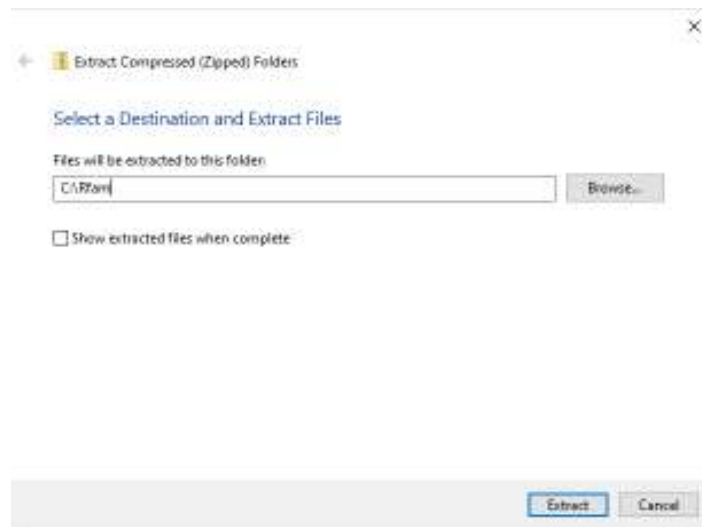 Extract Compressed (Zipped) Folders
Select a Destination and Extract Files
Files will be extracted to this folder:
C:\Rfam
Browse...
Show extracted files when complete
Extract
Cancel